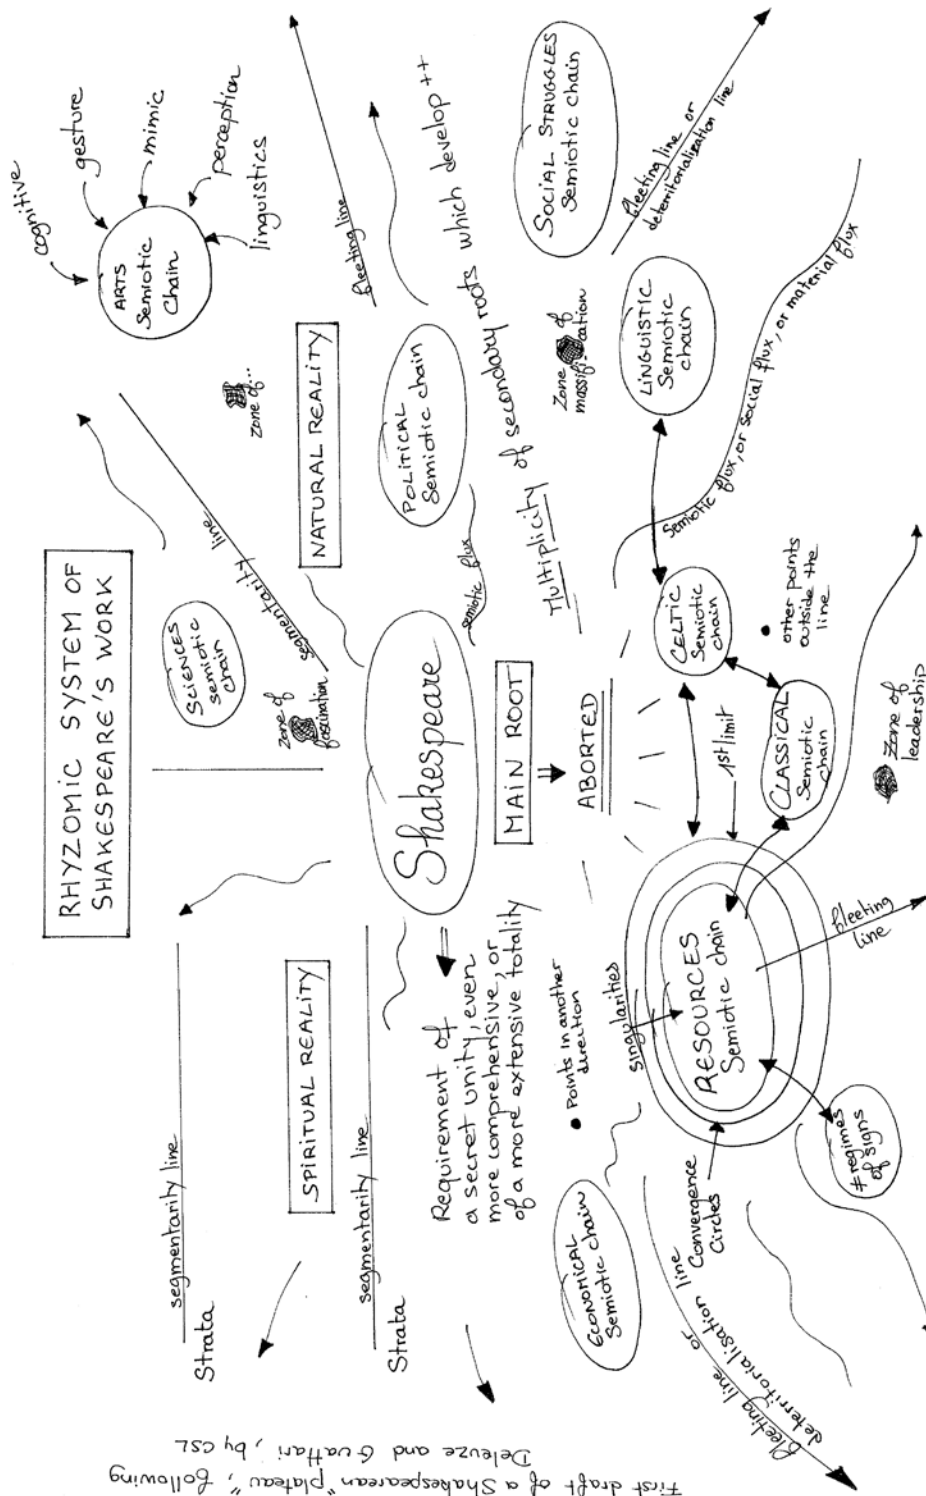 RHYZOMIC SYSTEM OF
SHAKESPEARE'S WORK
cognitive
gesture
mimic
perception
linguistics
ARTS
Semiotic
Chain
SCIENCES
semiotic
chain
segmentarity line
zone of
fascination
zone of...
NATURAL REALITY
fleeting line
segmentarity line
Strata
SPIRITUAL REALITY
segmentarity line
Strata
Shakespeare
POLITICAL
Semiotic chain
semiotic flux
Multiplicity of secondary roots which develop ++
MAIN ROOT
ABORTED
Requirement of
a secret unity, even
more comprehensive, or
of a more extensive totality
Points in another
direction
Zone of
massification
SOCIAL STRUGGLES
Semiotic chain
fleeting line or
deterritorialization line
LINGUISTIC
Semiotic
chain
Semiotic flux, or social flux, or material flux
CELTIC
Semiotic
chain
other points
outside the
line
1st limit
CLASSICAL
Semiotic
chain
Zone of
leadership
singularities
RESOURCES
Semiotic chain
fleeting
line
≠ regimes
of signs
Convergence
Circles
ECONOMICAL
Semiotic chain
fleeting line or
deterritorialisation line
First draft of a Shakespearean "plateau", following
Deleuze and Guattari, by CSL